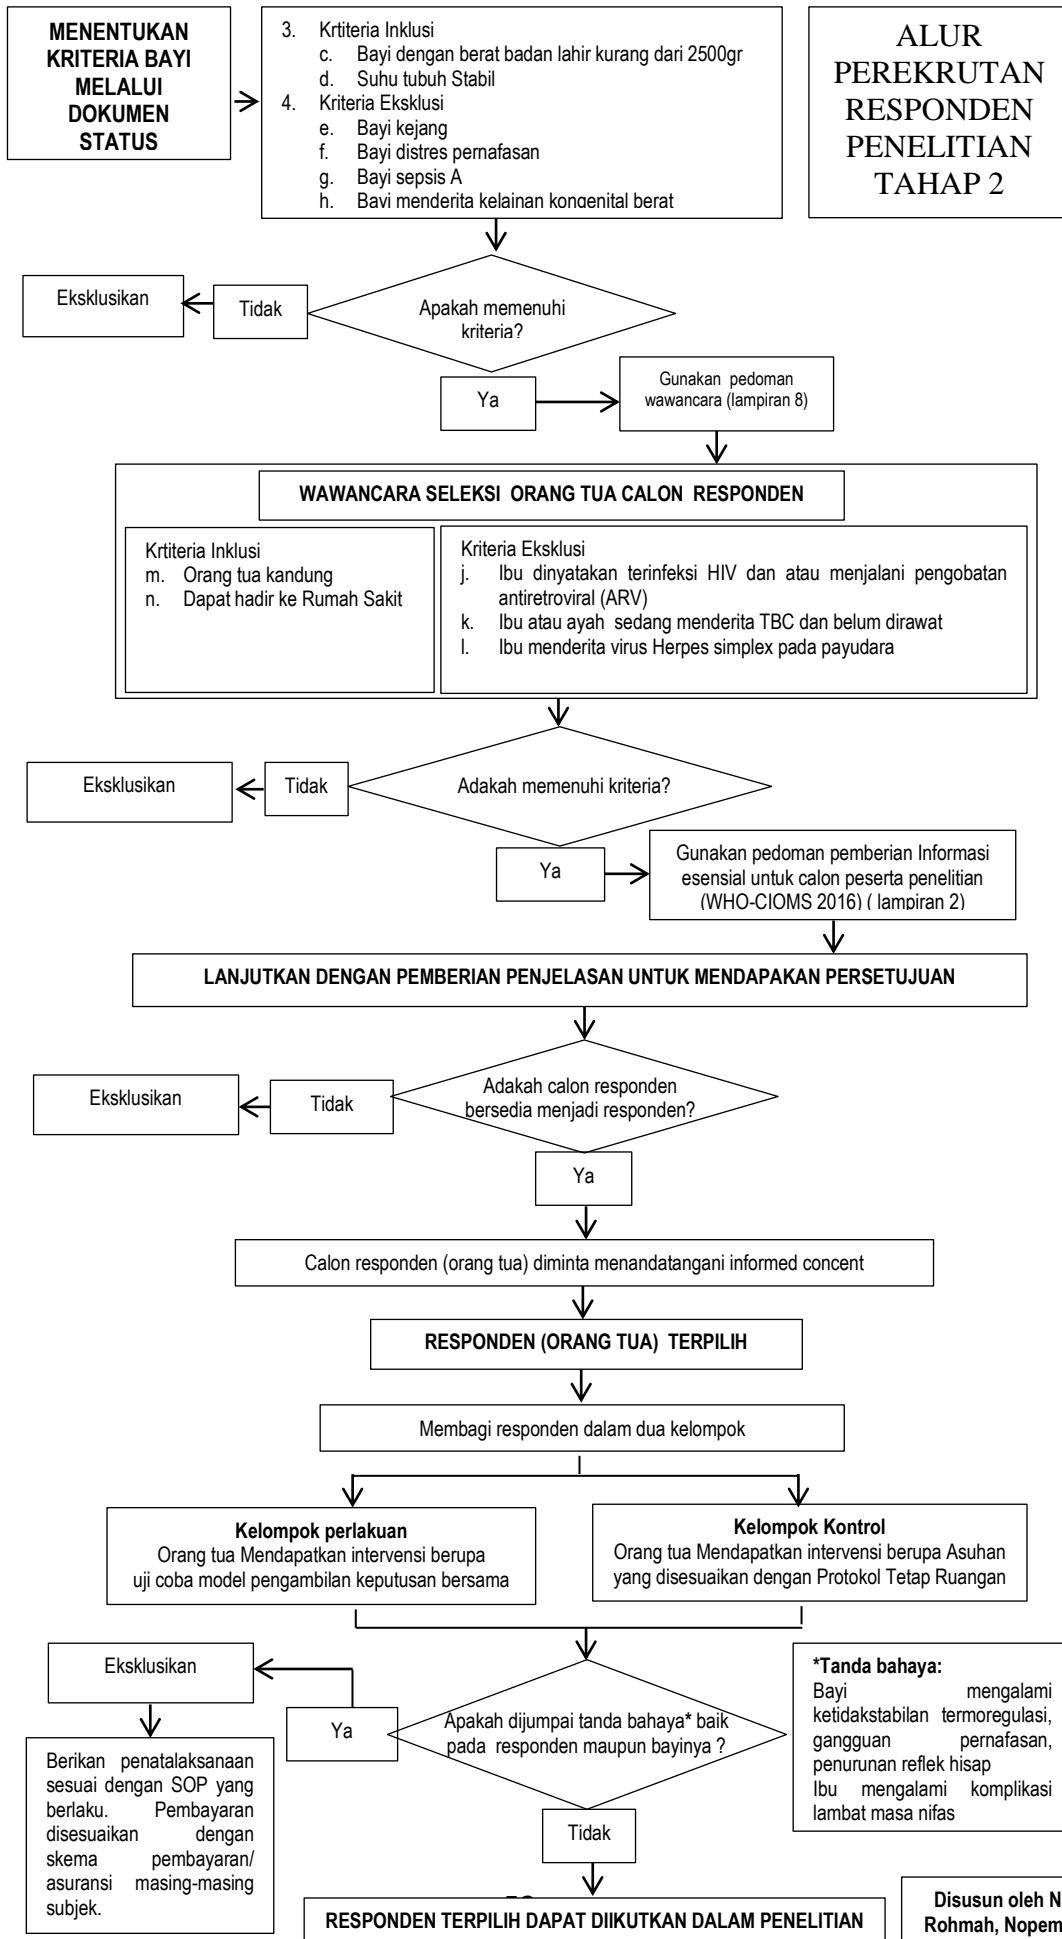 MENENTUKAN
KRITERIA BAYI
MELALUI
DOKUMEN
STATUS
3. Krtiteria Inklusi
c. Bayi dengan berat badan lahir kurang dari 2500gr
d. Suhu tubuh Stabil
4. Kriteria Eksklusi
e. Bayi kejang
f. Bayi distres pernafasan
g. Bayi sepsis A
h. Bayi menderita kelainan kongenital berat
ALUR
PEREKRUTAN
RESPONDEN
PENELITIAN
TAHAP 2
Apakah memenuhi
kriteria?
Tidak
Eksklusikan
Ya
Gunakan pedoman
wawancara (lampiran 8)
WAWANCARA SELEKSI ORANG TUA CALON RESPONDEN
Krtiteria Inklusi
m. Orang tua kandung
n. Dapat hadir ke Rumah Sakit
Kriteria Eksklusi
j. Ibu dinyatakan terinfeksi HIV dan atau menjalani pengobatan
antiretroviral (ARV)
k. Ibu atau ayah sedang menderita TBC dan belum dirawat
l. Ibu menderita virus Herpes simplex pada payudara
Adakah memenuhi kriteria?
Tidak
Eksklusikan
Ya
Gunakan pedoman pemberian Informasi
esensial untuk calon peserta penelitian
(WHO-CIOMS 2016) ( lampiran 2)
LANJUTKAN DENGAN PEMBERIAN PENJELASAN UNTUK MENDAPAKAN PERSETUJUAN
Adakah calon responden
bersedia menjadi responden?
Tidak
Eksklusikan
Ya
Calon responden (orang tua) diminta menandatangani informed concent
RESPONDEN (ORANG TUA) TERPILIH
Membagi responden dalam dua kelompok
Kelompok perlakuan
Orang tua Mendapatkan intervensi berupa
uji coba model pengambilan keputusan bersama
Kelompok Kontrol
Orang tua Mendapatkan intervensi berupa Asuhan
yang disesuaikan dengan Protokol Tetap Ruangan
Apakah dijumpai tanda bahaya* baik
pada responden maupun bayinya ?
Ya
Eksklusikan
Berikan penatalaksanaan
sesuai dengan SOP yang
berlaku. Pembayaran
disesuaikan dengan
skema pembayaran/
asuransi masing-masing
subjek.
*Tanda bahaya:
Bayi mengalami
ketidakstabilan termoregulasi,
gangguan pernafasan,
penurunan reflek hisap
Ibu mengalami komplikasi
lambat masa nifas
Tidak
RESPONDEN TERPILIH DAPAT DIIKUTKAN DALAM PENELITIAN
Disusun oleh N
Rohmah, Nopem